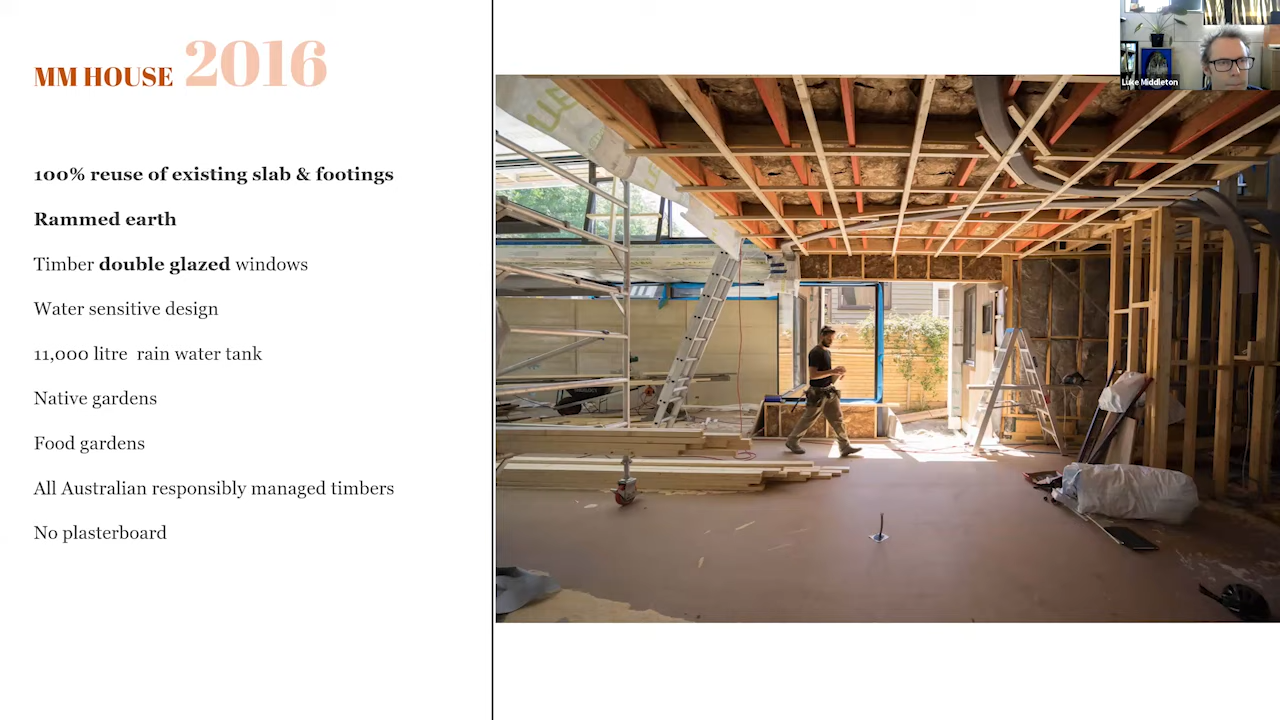 MM HOUSE 2016
100% reuse of existing slab & footings
Rammed earth
Timber double glazed windows
Water sensitive design
11,000 litre rain water tank
Native gardens
Food gardens
All Australian responsibly managed timbers
No plasterboard
Luke Middleton